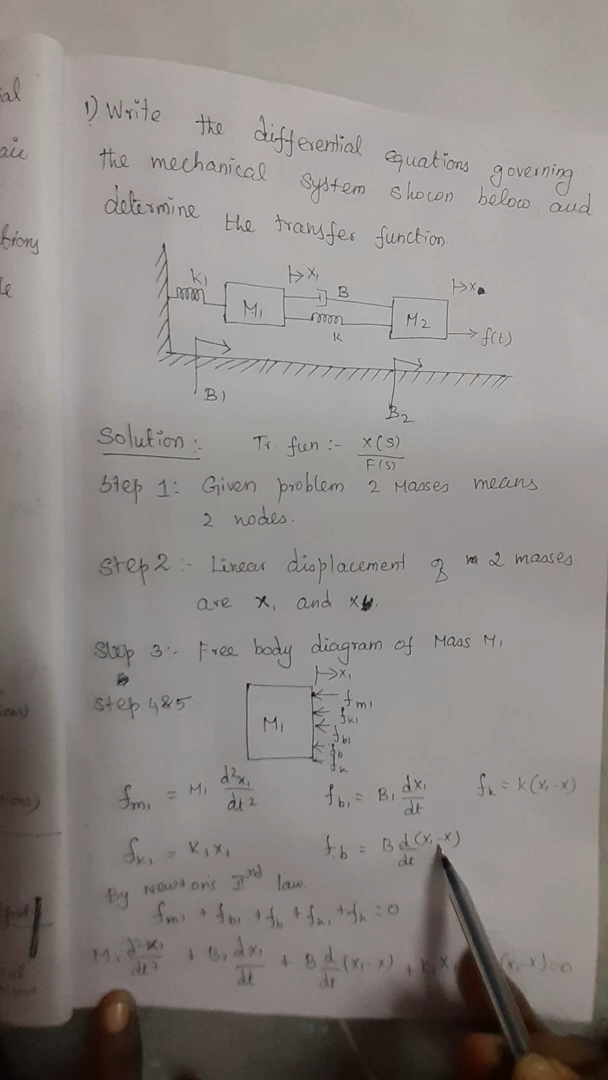 al
air
tions
1) Write the differential equations governing
the mechanical system shown below and
determine the transfer function.
K1 M1 x1 B K M2 x f(t)
B1 B2
Solution:- Tr. fun :- X(S)/F(S)
Step 1: Given problem 2 Masses means
2 nodes.
Step 2:- Linear displacement of 2 masses
are x1 and x.
Step 3:- Free body diagram of Mass M1
Step 4&5
x1
M1
fm1
fk1
fb1
fb
fk
fm1 = M1 d²x1/dt² fb1 = B1 dx1/dt fk = k(x1-x)
fk1 = K1x1 fb = B d/dt (x1-x)
By Newton's IInd law.
fm1 + fb1 + fb + fk1 + fk = 0
M1 d²x1/dt² + B1 dx1/dt + B d/dt (x1-x) + K1x1 (x1-x)=0